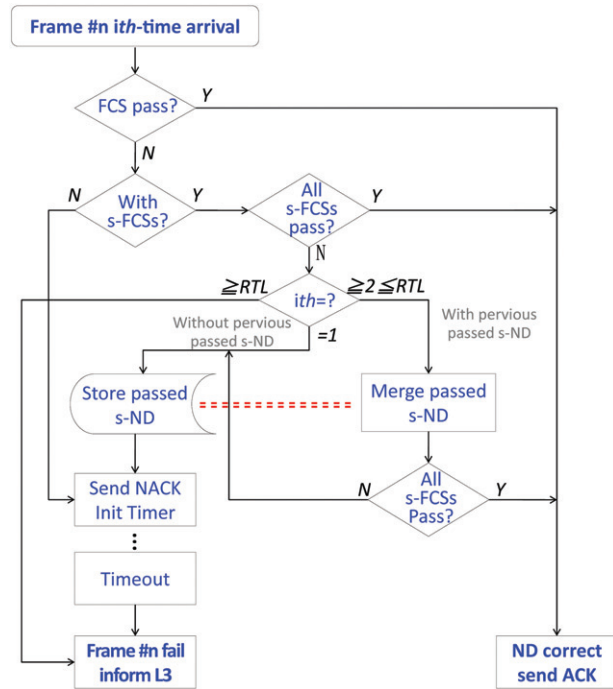 Frame #n ith-time arrival
FCS pass?
Y
N
With
s-FCSs?
N
Y
All
s-FCSs
pass?
Y
N
≧RTL
ith=?
≧2 ≦RTL
=1
Without pervious
passed s-ND
With pervious
passed s-ND
Store passed
s-ND
Merge passed
s-ND
Send NACK
Init Timer
N
All
s-FCSs
Pass?
Y
Timeout
Frame #n fail
inform L3
ND correct
send ACK